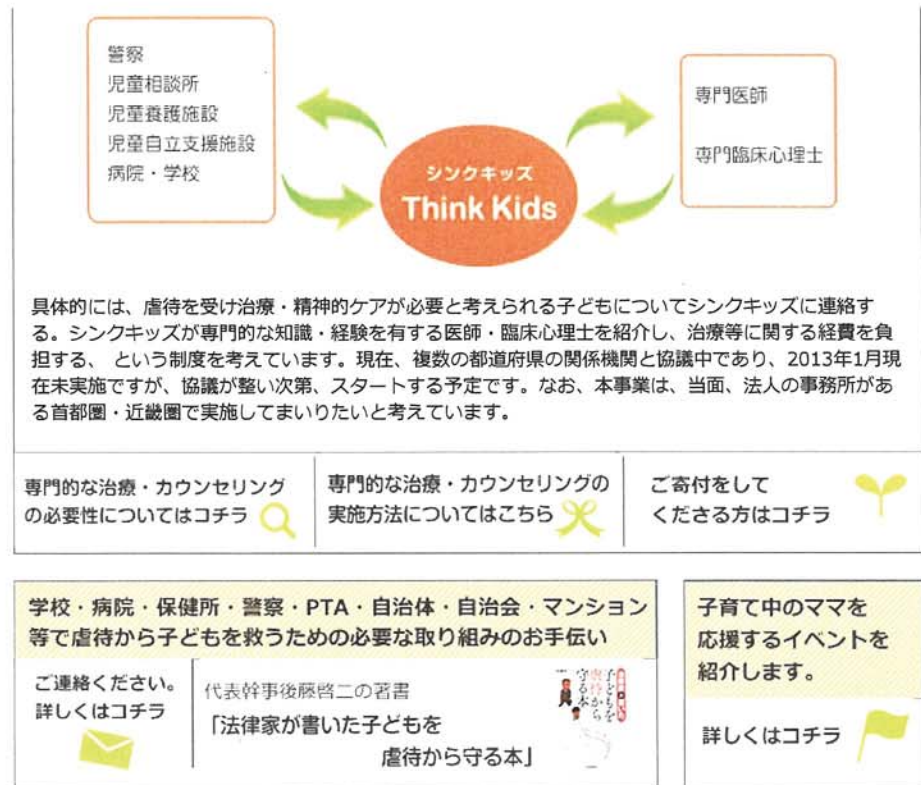 警察
児童相談所
児童養護施設
児童自立支援施設
病院・学校
専門医師
専門臨床心理士
シンクキッズ
Think Kids
具体的には、虐待を受け治療・精神的ケアが必要と考えられる子どもについてシンクキッズに連絡す
る。シンクキッズが専門的な知識・経験を有する医師・臨床心理士を紹介し、治療等に関する経費を負
担する、 という制度を考えています。現在、複数の都道府県の関係機関と協議中であり、2013年1月現
在未実施ですが、協議が整い次第、スタートする予定です。なお、本事業は、当面、法人の事務所があ
る首都圏・近畿圏で実施してまいりたいと考えています。
専門的な治療・カウンセリング
の必要性についてはコチラ
専門的な治療・カウンセリングの
実施方法についてはこちら
ご寄付をして
くださる方はコチラ
学校・病院・保健所・警察・PTA・自治体・自治会・マンション
等で虐待から子どもを救うための必要な取り組みのお手伝い
ご連絡ください。
詳しくはコチラ
代表幹事後藤啓二の著書
「法律家が書いた子どもを
虐待から守る本」
子どもを
虐待から
守る本
子育て中のママを
応援するイベントを
紹介します。
詳しくはコチラ